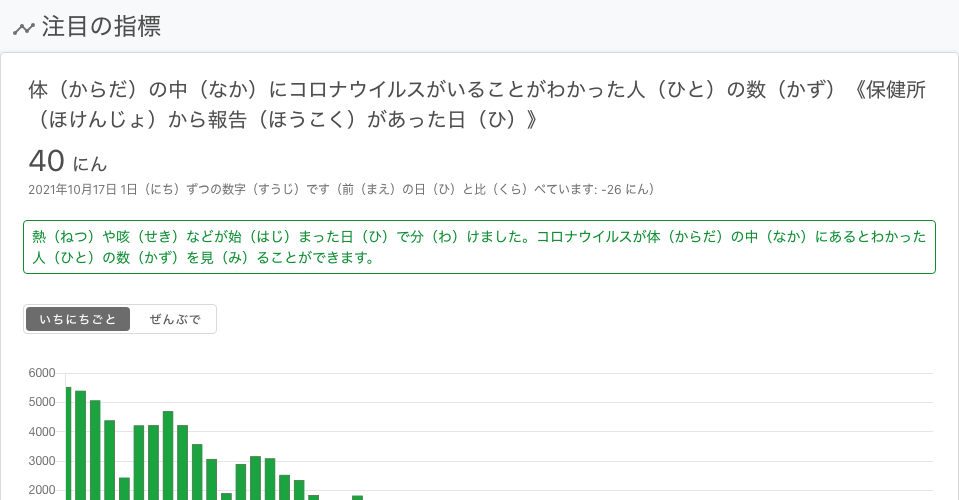 注目の指標
体（からだ）の中（なか）にコロナウイルスがいることがわかった人（ひと）の数（かず）《保健所
（ほけんじょ）から報告（ほうこく）があった日（ひ）》
40 にん
2021年10月17日 1日（にち）ずつの数字（すうじ）です（前（まえ）の日（ひ）と比（くら）べています: -26 にん）
熱（ねつ）や咳（せき）などが始（はじ）まった日（ひ）で分（わ）けました。コロナウイルスが体（からだ）の中（なか）にあるとわかった
人（ひと）の数（かず）を見（み）ることができます。
いちにちごと ぜんぶで
6000
5000
4000
3000
2000